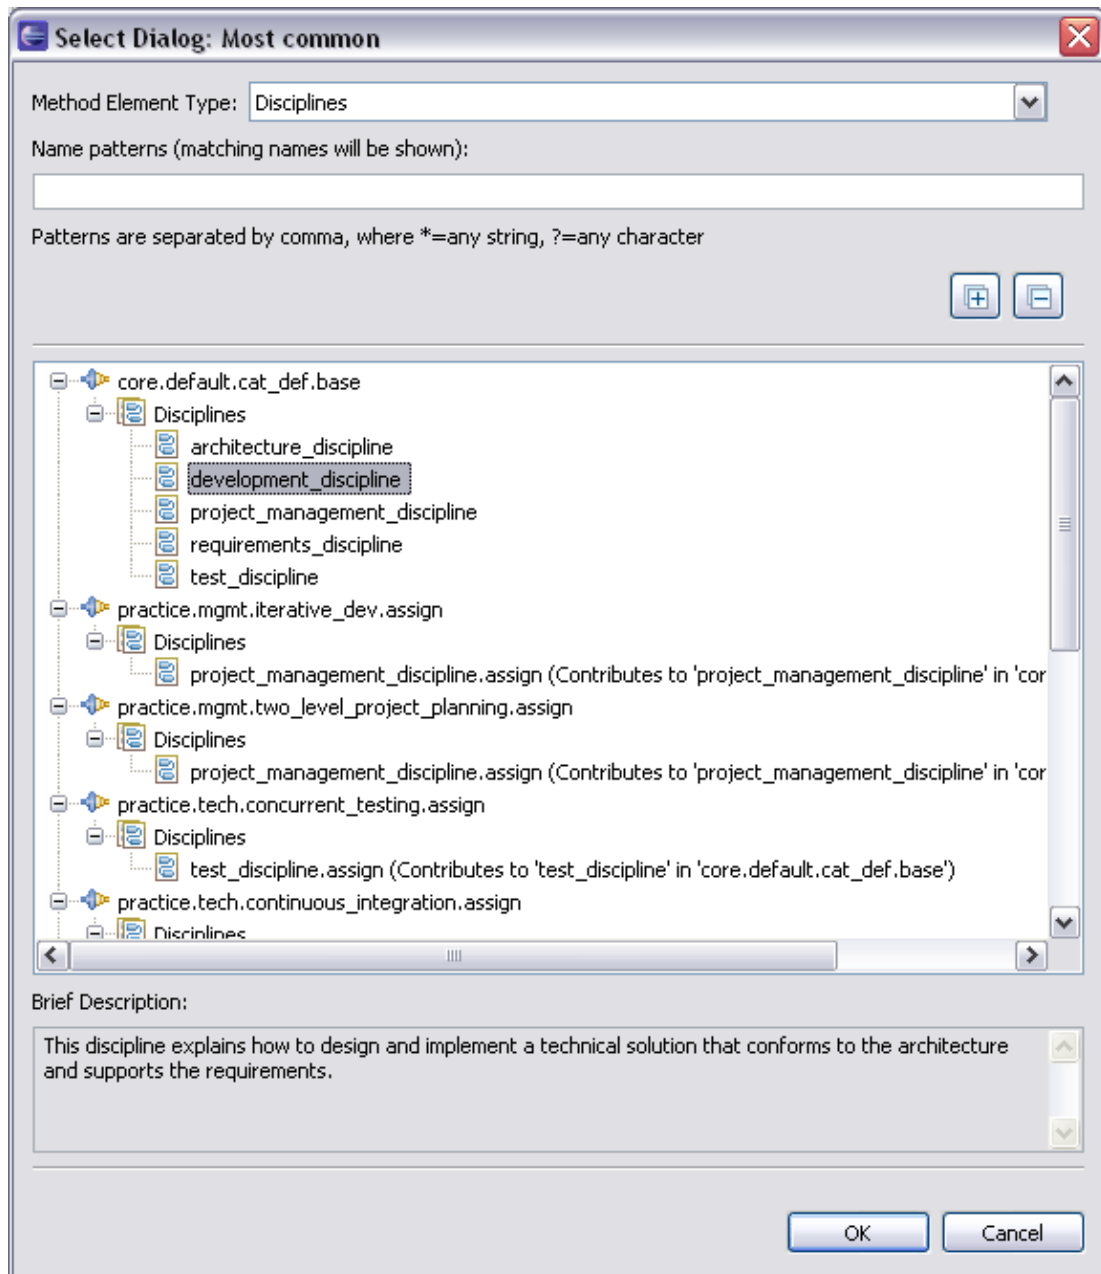 Select Dialog: Most common
Method Element Type: Disciplines
Name patterns (matching names will be shown):
Patterns are separated by comma, where *=any string, ?=any character
core.default.cat_def.base
Disciplines
architecture_discipline
development_discipline
project_management_discipline
requirements_discipline
test_discipline
practice.mgmt.iterative_dev.assign
Disciplines
project_management_discipline.assign (Contributes to 'project_management_discipline' in 'cor
practice.mgmt.two_level_project_planning.assign
Disciplines
project_management_discipline.assign (Contributes to 'project_management_discipline' in 'cor
practice.tech.concurrent_testing.assign
Disciplines
test_discipline.assign (Contributes to 'test_discipline' in 'core.default.cat_def.base')
practice.tech.continuous_integration.assign
Disciplines
Brief Description:
This discipline explains how to design and implement a technical solution that conforms to the architecture
and supports the requirements.
OK Cancel